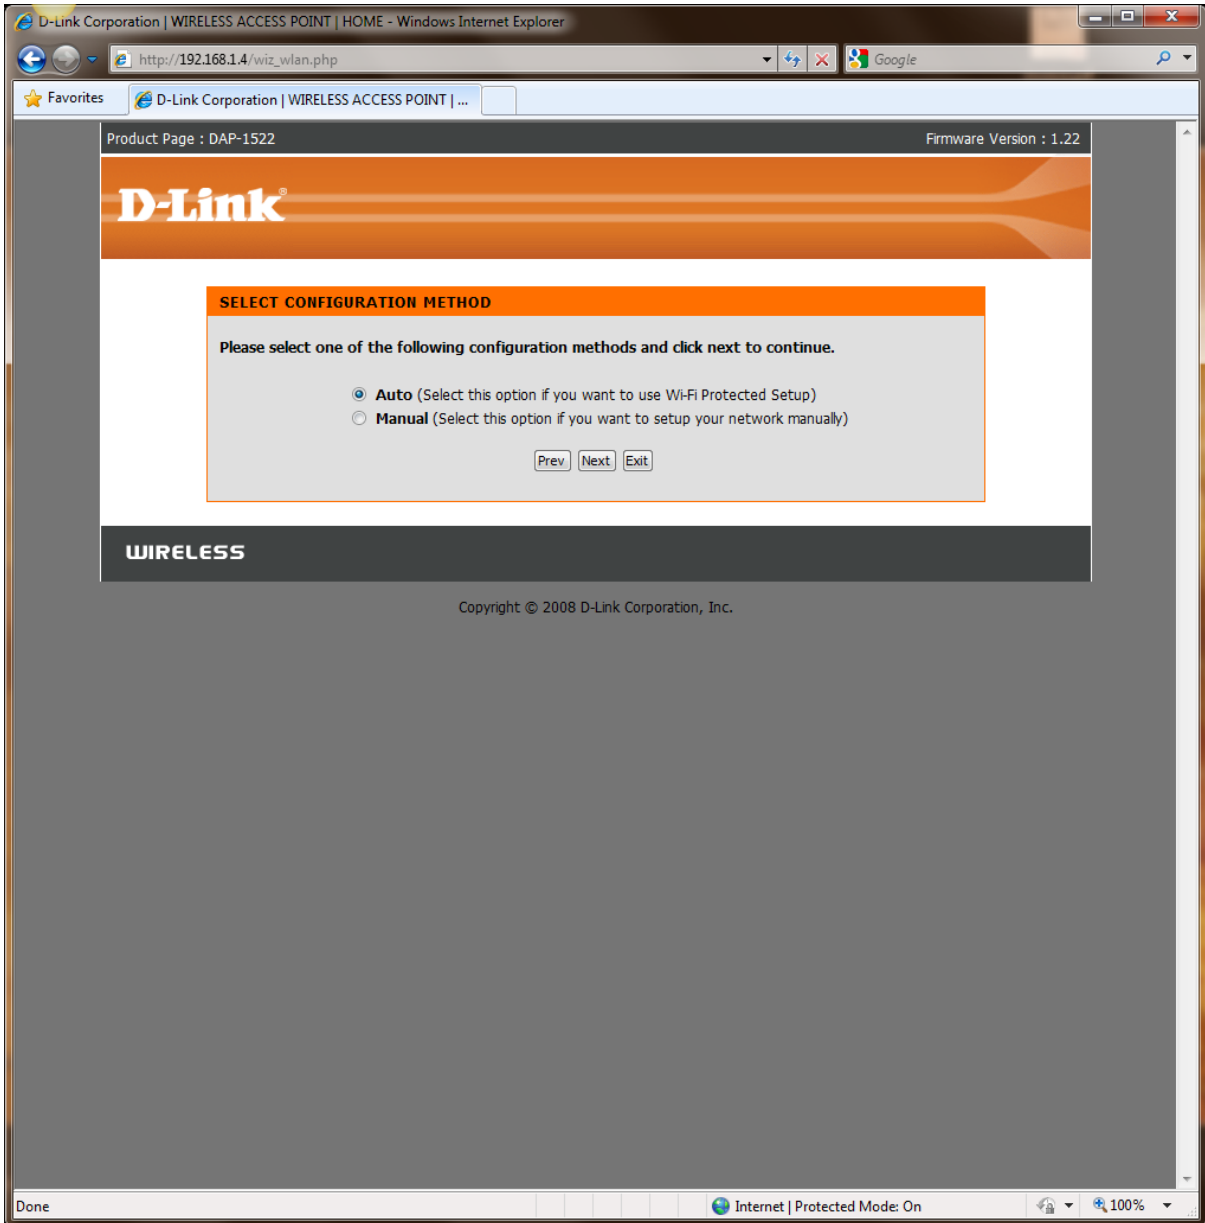 D-Link Corporation | WIRELESS ACCESS POINT | HOME - Windows Internet Explorer
http://192.168.1.4/wiz_wlan.php
Google
Favorites
D-Link Corporation | WIRELESS ACCESS POINT | ...
Product Page : DAP-1522
Firmware Version : 1.22
D-Link®
SELECT CONFIGURATION METHOD
Please select one of the following configuration methods and click next to continue.
Auto (Select this option if you want to use Wi-Fi Protected Setup)
Manual (Select this option if you want to setup your network manually)
Prev Next Exit
WIRELESS
Copyright © 2008 D-Link Corporation, Inc.
Done
Internet | Protected Mode: On
100%